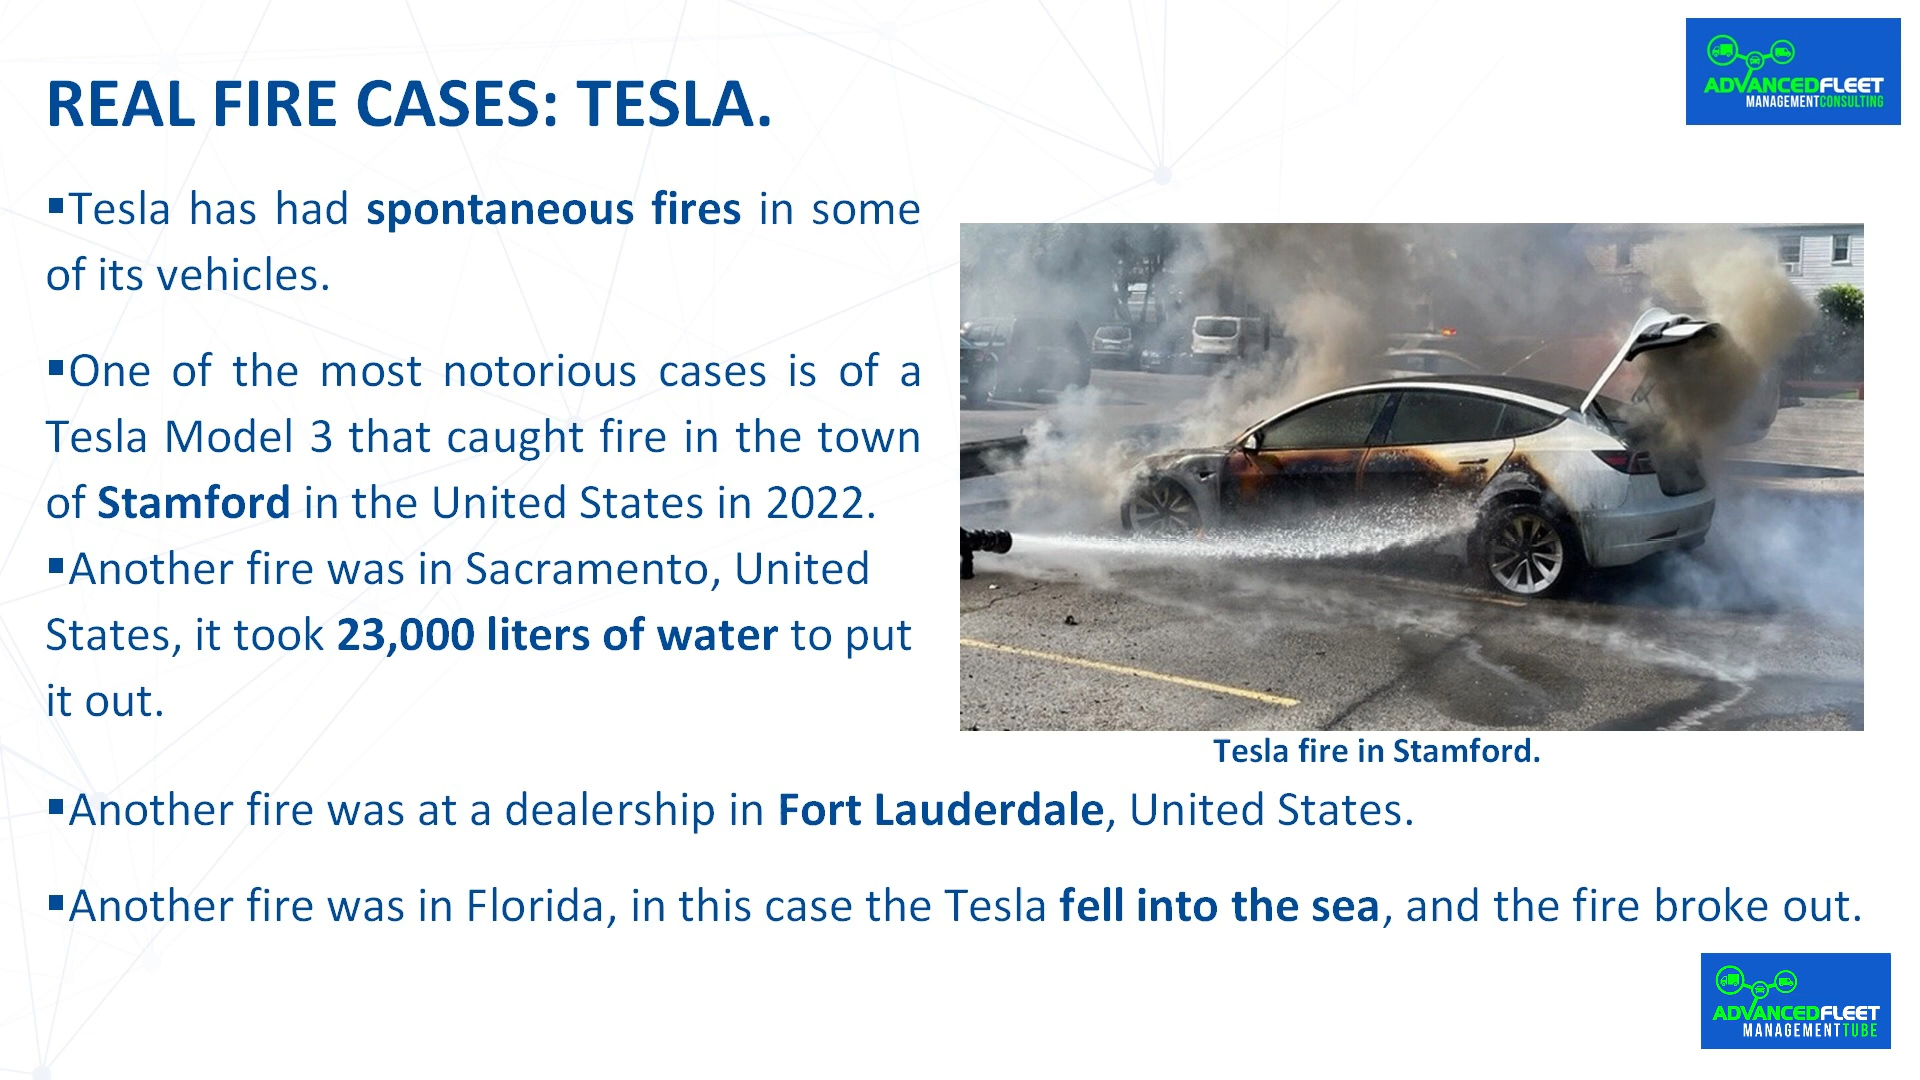 REAL FIRE CASES: TESLA.
ADVANCEDFLEET
MANAGEMENTCONSULTING
▪Tesla has had spontaneous fires in some
of its vehicles.
▪One of the most notorious cases is of a
Tesla Model 3 that caught fire in the town
of Stamford in the United States in 2022.
▪Another fire was in Sacramento, United
States, it took 23,000 liters of water to put
it out.
Tesla fire in Stamford.
▪Another fire was at a dealership in Fort Lauderdale, United States.
▪Another fire was in Florida, in this case the Tesla fell into the sea, and the fire broke out.
ADVANCEDFLEET
MANAGEMENTTUBE